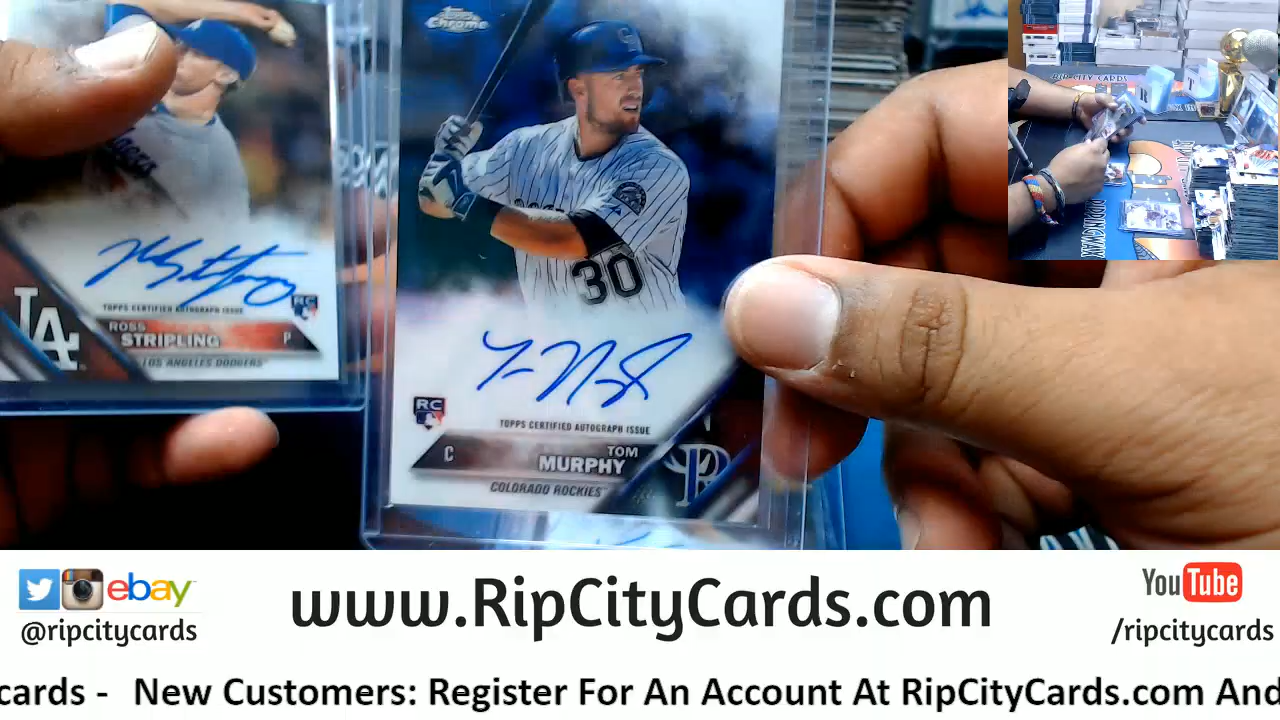 Topps
Chrome
30
TOPPS CERTIFIED AUTOGRAPH ISSUE
RC
ROSS
STRIPLING
P
LA
LOS ANGELES DODGERS
RC
TOPPS CERTIFIED AUTOGRAPH ISSUE
C
TOM
MURPHY
COLORADO ROCKIES
RIP CITY CARDS
ebay
@ripcitycards
www.RipCityCards.com
YouTube
/ripcitycards
cards - New Customers: Register For An Account At RipCityCards.com And